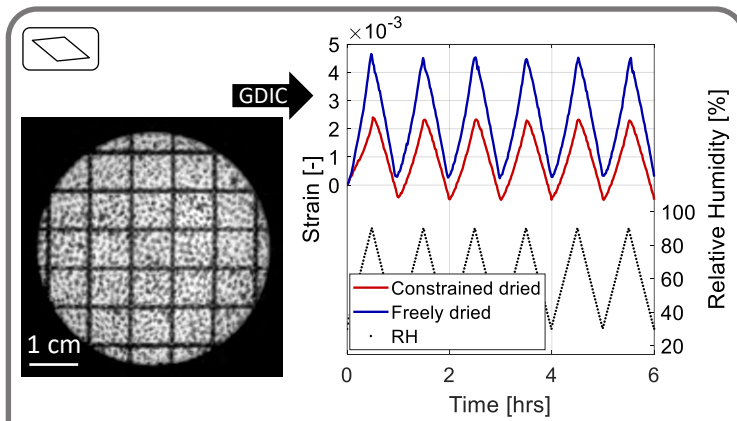 ×10⁻³
GDIC
5
4
3
2
1
0
Strain [-]
100
80
60
40
20
Relative Humidity [%]
Constrained dried
Freely dried
RH
0
2
4
6
Time [hrs]
1 cm